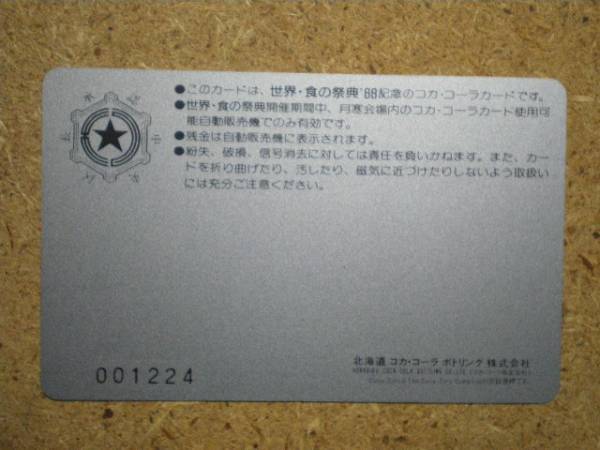 ●このカードは、世界・食の祭典'88記念のコカ・コーラカードです。
●世界・食の祭典開催期間中、月寒会場内のコカ・コーラカード使用可
能自動販売機でのみ有効です。
●残金は自動販売機に表示されます。
●紛失、破損、信号消去に対しては責任を負いかねます。また、カー
ドを折り曲げたり、汚したり、磁気に近づけたりしないよう取扱い
には充分ご注意ください。
北海道 コカ・コーラ ボトリング 株式会社
HOKKAIDO COCA-COLA BOTTLING CO.,LTD.
001224